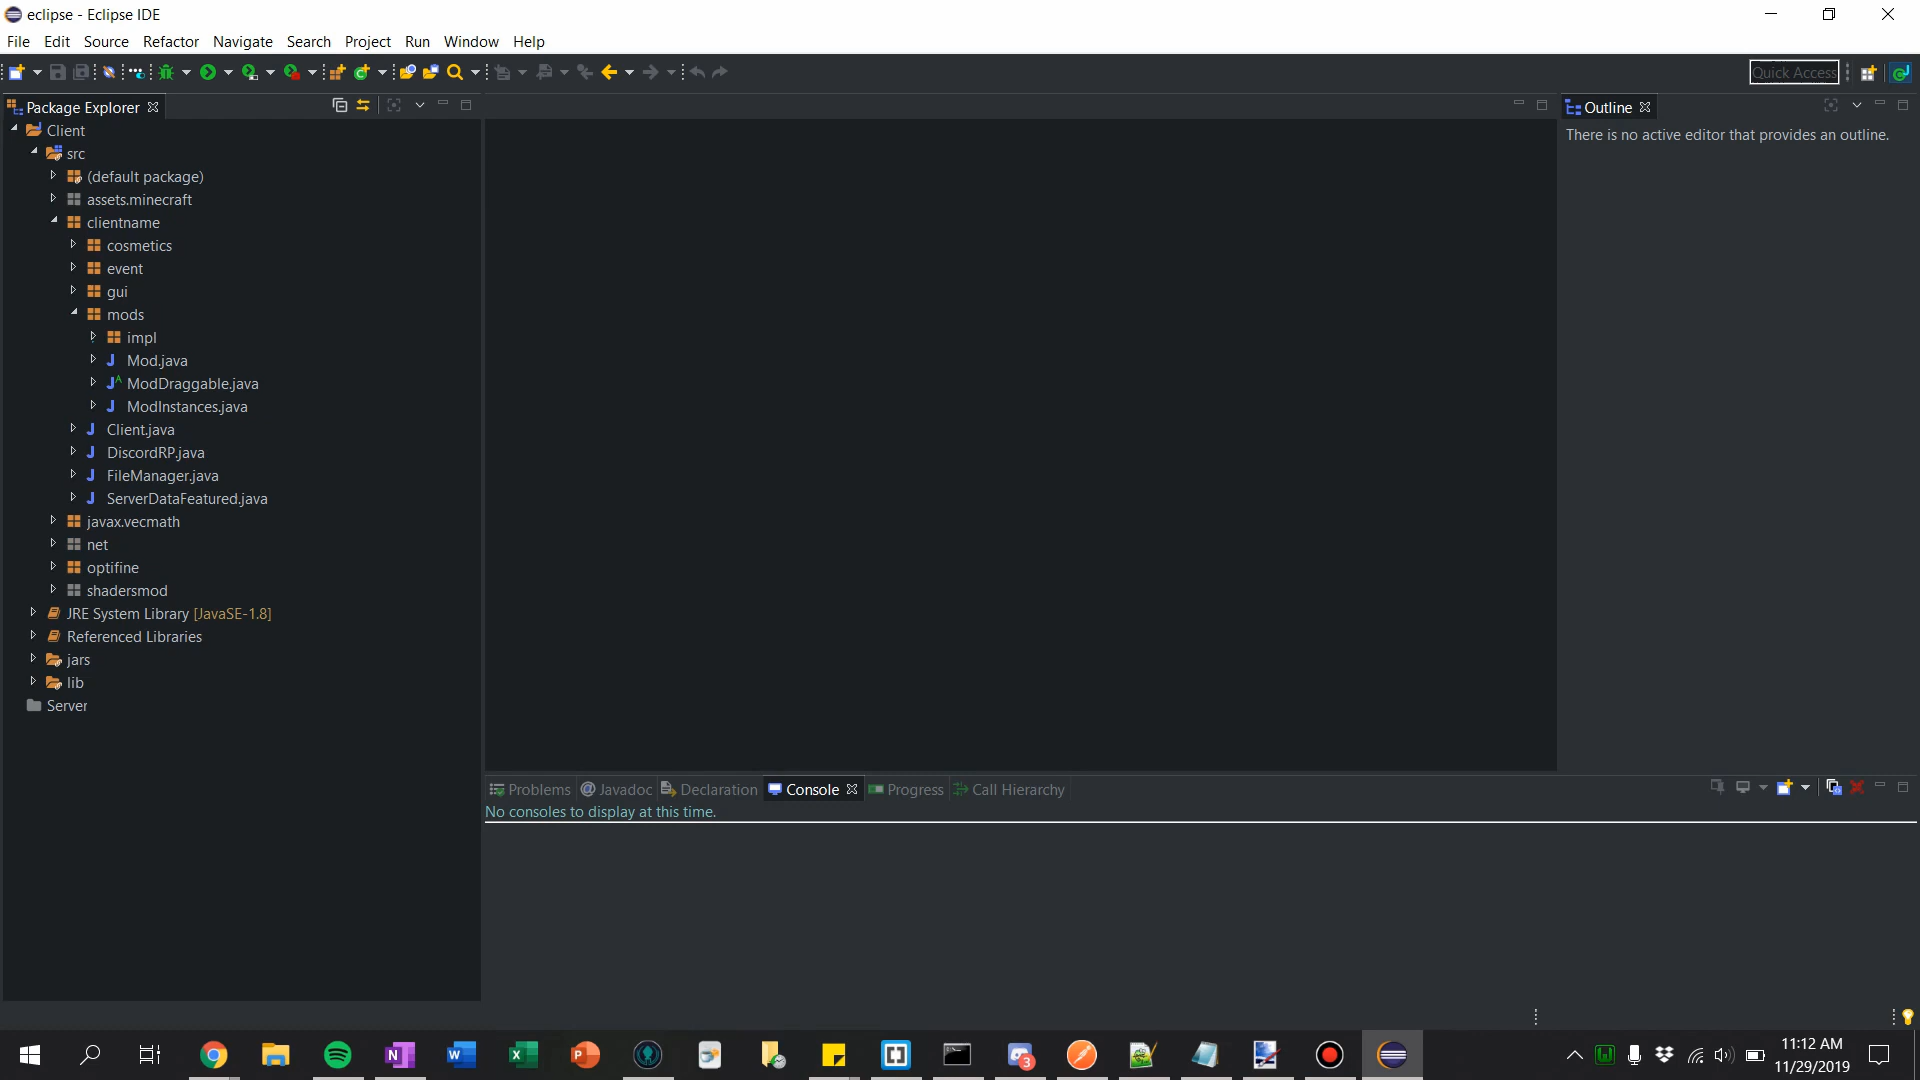 eclipse - Eclipse IDE
File Edit Source Refactor Navigate Search Project Run Window Help
Quick Access
Package Explorer
Outline
There is no active editor that provides an outline.
Client
src
(default package)
assets.minecraft
clientname
cosmetics
event
gui
mods
impl
Mod.java
ModDraggable.java
ModInstances.java
Client.java
DiscordRP.java
FileManager.java
ServerDataFeatured.java
javax.vecmath
net
optifine
shadersmod
JRE System Library [JavaSE-1.8]
Referenced Libraries
jars
lib
Server
Problems Javadoc Declaration Console Progress Call Hierarchy
No consoles to display at this time.
3
11:12 AM
11/29/2019